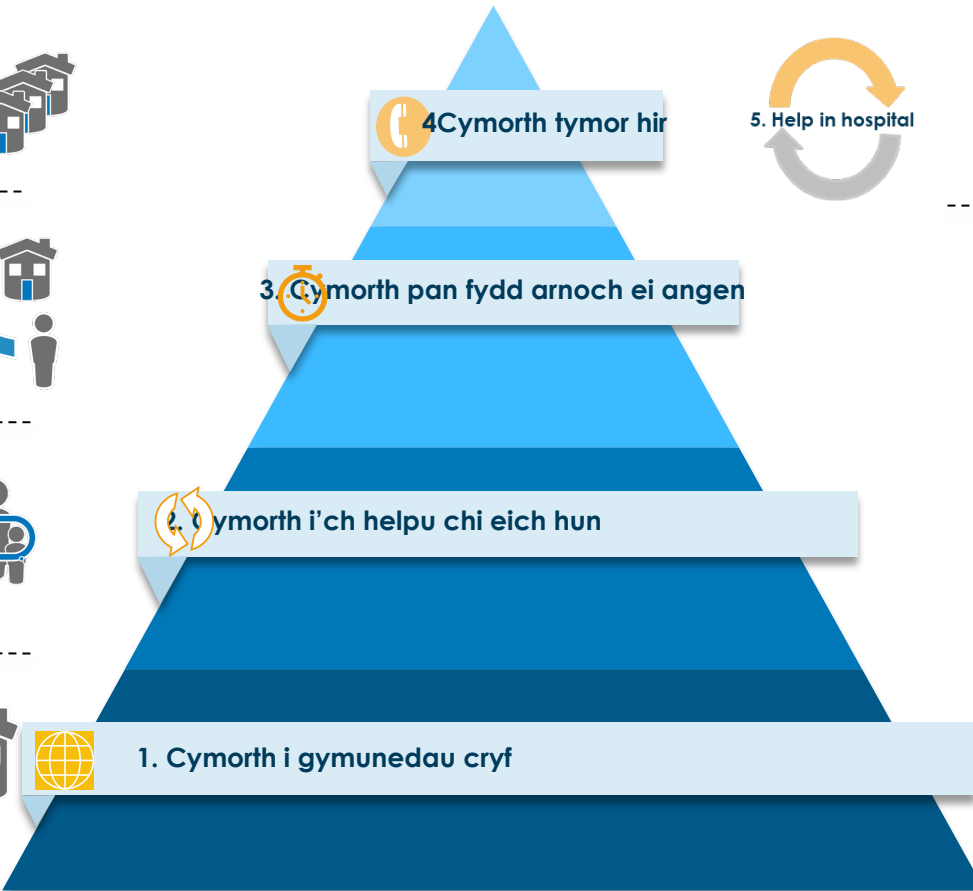 4Cymorth tymor hir
5. Help in hospital
3. Cymorth pan fydd arnoch ei angen
2. Cymorth i’ch helpu chi eich hun
1. Cymorth i gymunedau cryf